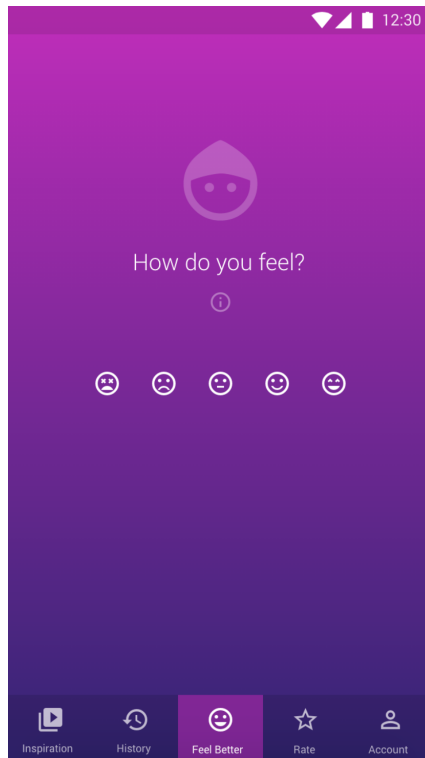 12:30
How do you feel?
Inspiration
History
Feel Better
Rate
Account